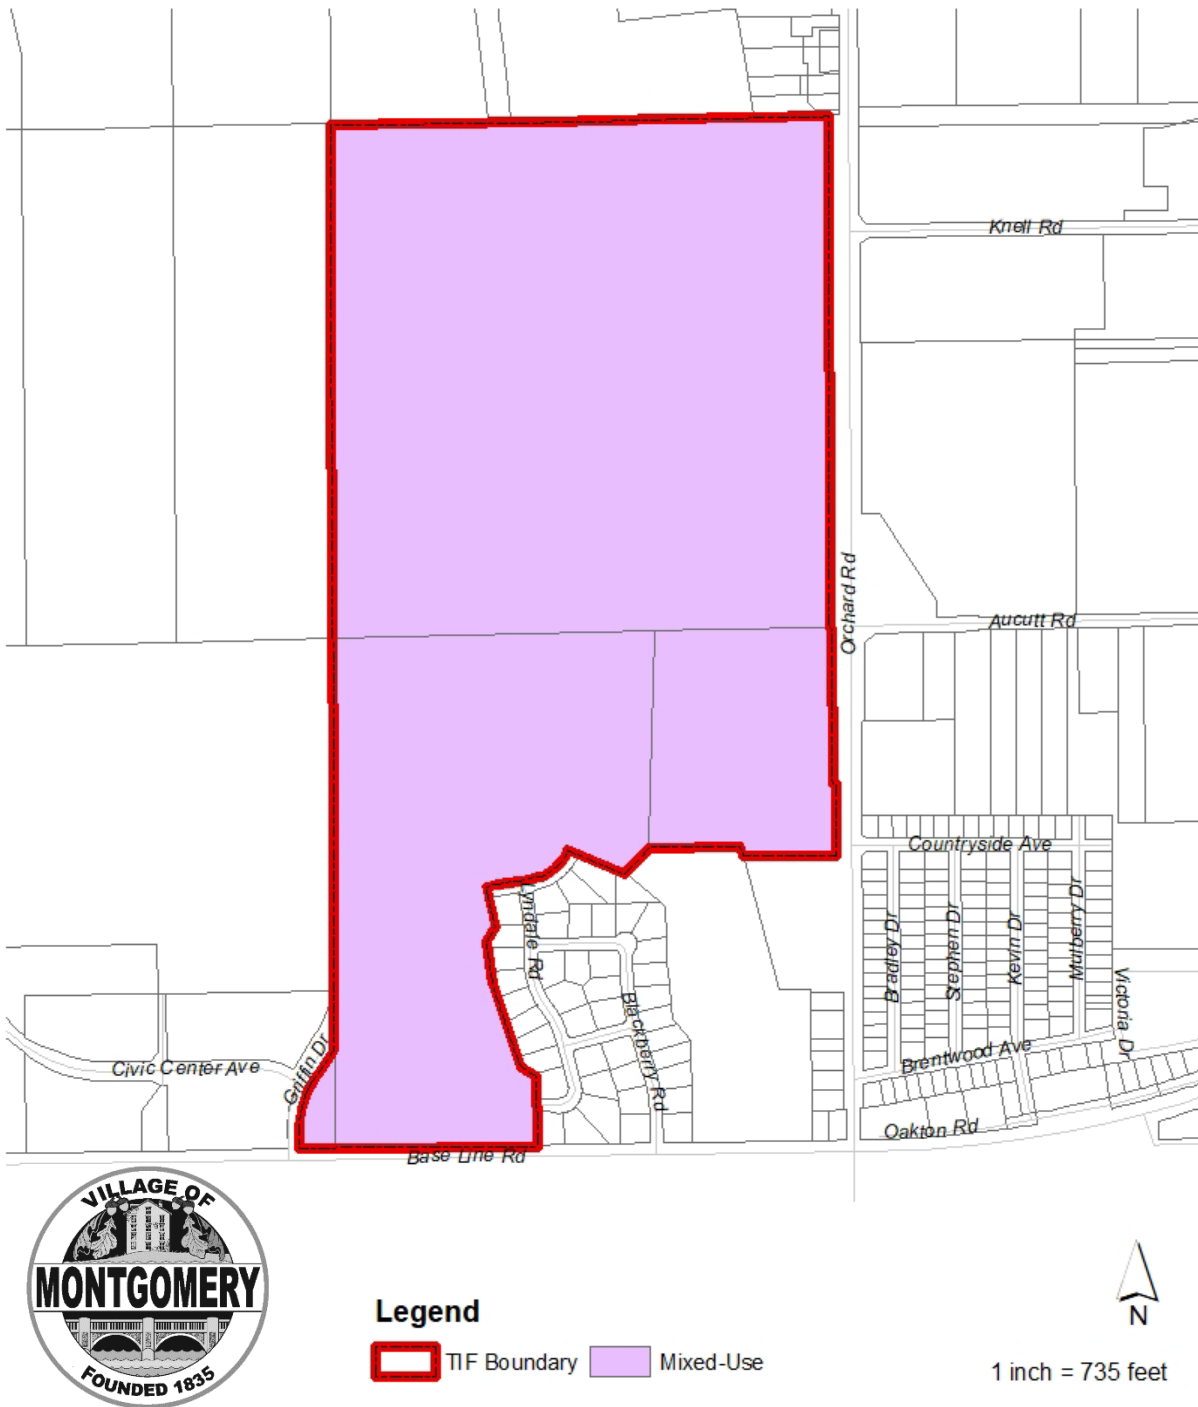 Knell Rd
Orchard Rd
Aucutt Rd
Countryside Ave
Lyndale Rd
Bradley Dr
Stephen Dr
Kevin Dr
Mulberry Dr
Victoria Dr
Blackberry Rd
Griffin Dr
Civic Center Ave
Brentwood Ave
Oakton Rd
Base Line Rd
VILLAGE OF
MONTGOMERY
FOUNDED 1835
Legend
TIF Boundary
Mixed-Use
N
1 inch = 735 feet